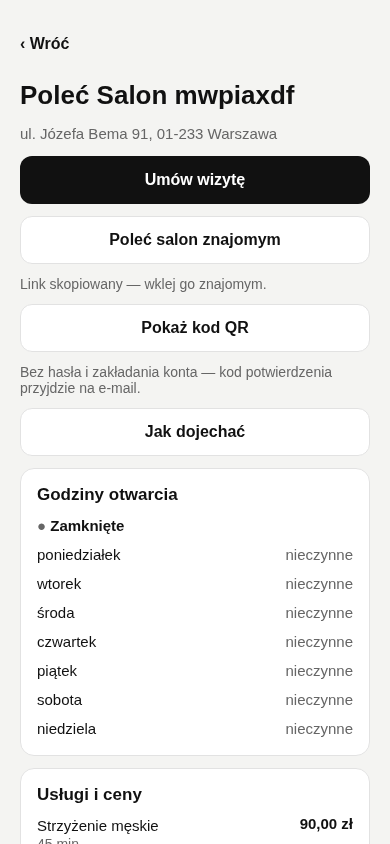 ‹ Wróć
Poleć Salon mwpiaxdf
ul. Józefa Bema 91, 01-233 Warszawa
Umów wizytę
Poleć salon znajomym
Link skopiowany — wklej go znajomym.
Pokaż kod QR
Bez hasła i zakładania konta — kod potwierdzenia
przyjdzie na e-mail.
Jak dojechać
Godziny otwarcia
● Zamknięte
poniedziałek nieczynne
wtorek nieczynne
środa nieczynne
czwartek nieczynne
piątek nieczynne
sobota nieczynne
niedziela nieczynne
Usługi i ceny
Strzyżenie męskie 90,00 zł
45 min